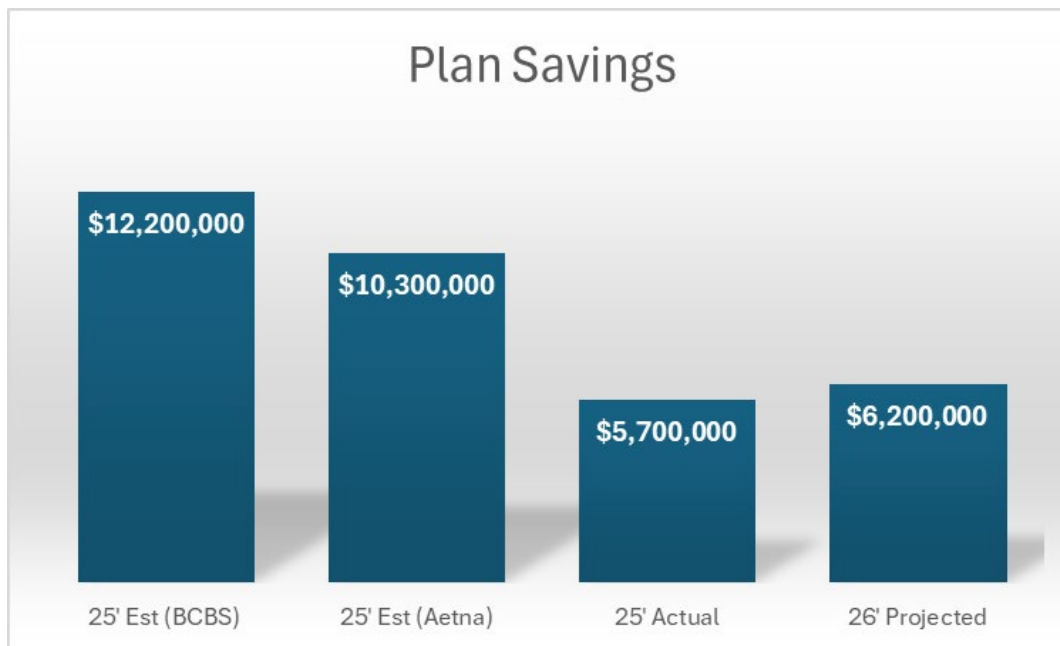 Plan Savings
$12,200,000
$10,300,000
$5,700,000
$6,200,000
25' Est (BCBS)
25' Est (Aetna)
25' Actual
26' Projected